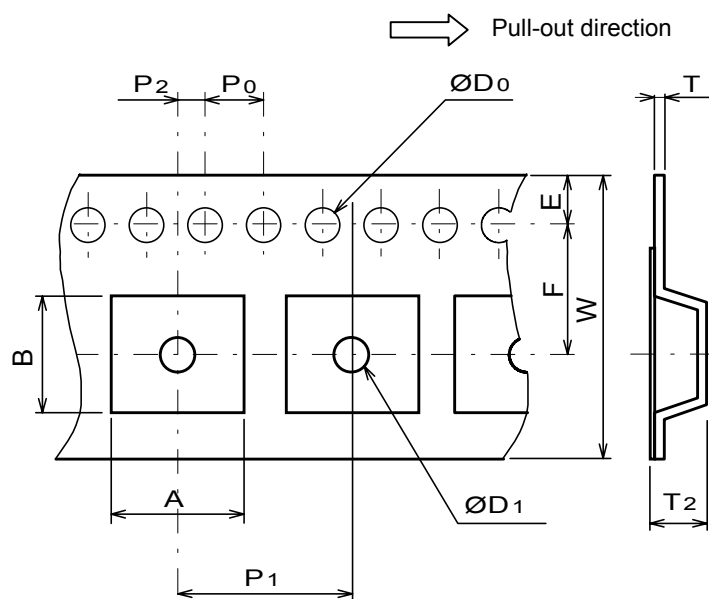 Pull-out direction
P2
P0
ØD0
T
E
F
W
B
A
ØD1
T2
P1